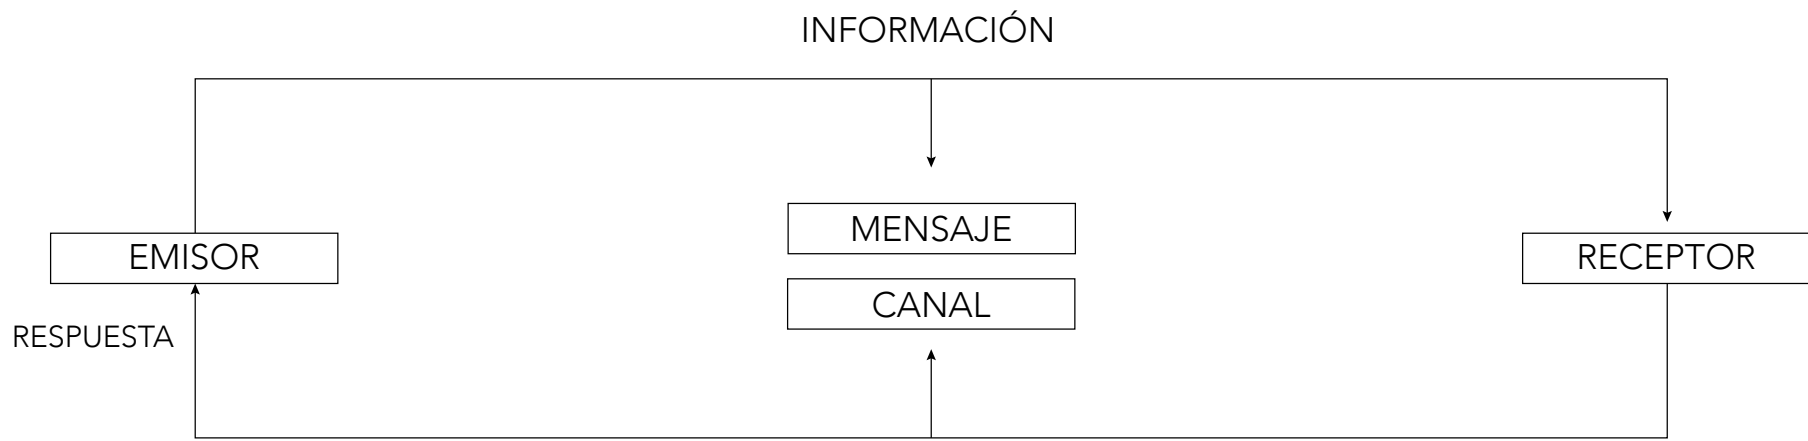 INFORMACIÓN
MENSAJE
EMISOR
RECEPTOR
CANAL
RESPUESTA